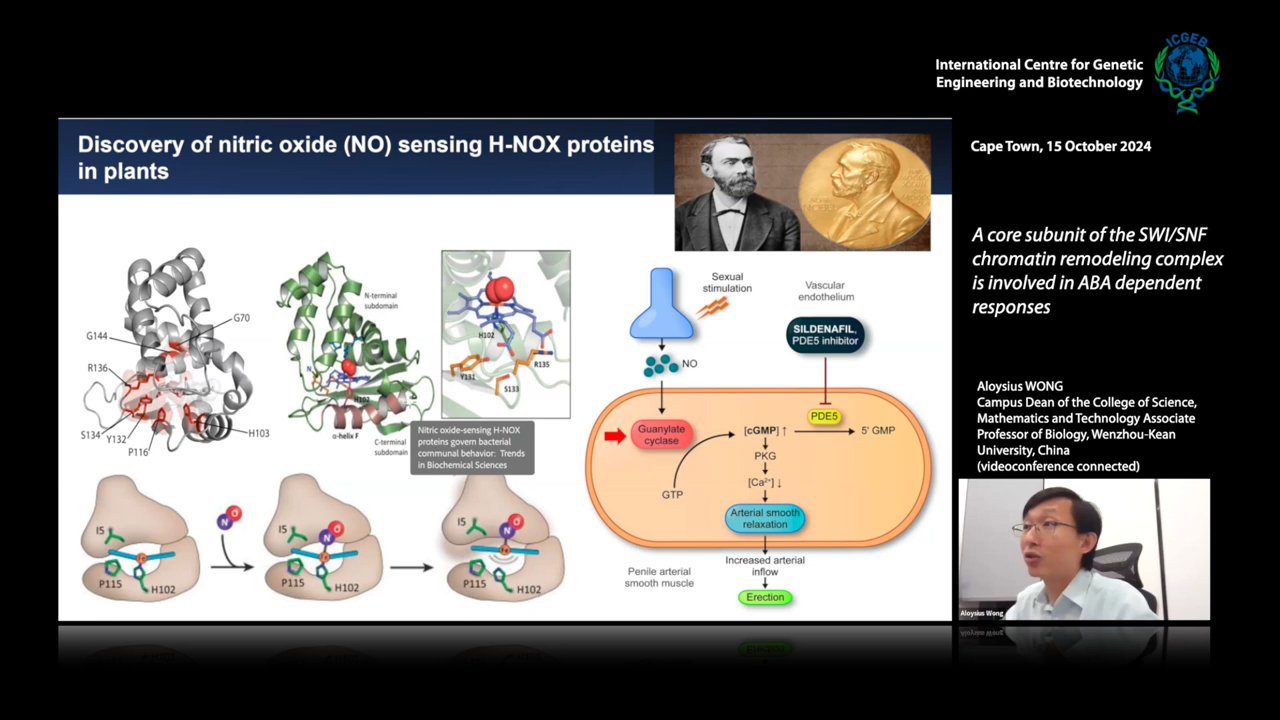 ICGEB
International Centre for Genetic
Engineering and Biotechnology
Discovery of nitric oxide (NO) sensing H-NOX proteins
in plants
Cape Town, 15 October 2024
A core subunit of the SWI/SNF
chromatin remodeling complex
is involved in ABA dependent
responses
Aloysius WONG
Campus Dean of the College of Science,
Mathematics and Technology Associate
Professor of Biology, Wenzhou-Kean
University, China
(videoconference connected)
Aloysius Wong
G70
G144
R136
S134
Y132
P116
H103
N-terminal
subdomain
H102
α-helix F
C-terminal
subdomain
H102
Y131
S133
R135
Nitric oxide-sensing H-NOX
proteins govern bacterial
communal behavior: Trends
in Biochemical Sciences
I5
P115
H102
N O
I5
N O
P115
H102
I5
N O
P115
H102
Sexual
stimulation
Vascular
endothelium
SILDENAFIL,
PDE5 inhibitor
NO
PDE5
Guanylate
cyclase
[cGMP] ↑
5' GMP
PKG
GTP
[Ca²⁺] ↓
Arterial smooth
relaxation
Increased arterial
inflow
Penile arterial
smooth muscle
Erection